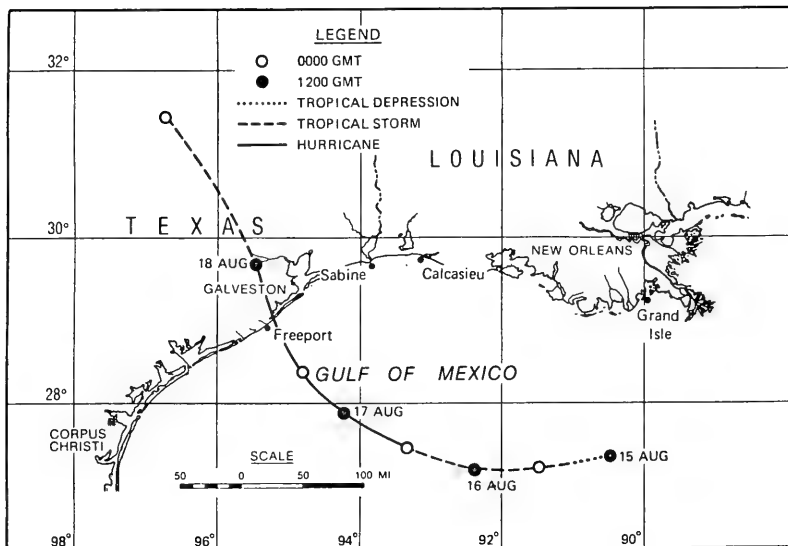 LEGEND
0000 GMT
1200 GMT
TROPICAL DEPRESSION
TROPICAL STORM
HURRICANE
32°
LOUISIANA
TEXAS
30°
NEW ORLEANS
18 AUG
GALVESTON
Sabine
Calcasieu
Grand
Isle
Freeport
GULF OF MEXICO
28°
17 AUG
CORPUS
CHRISTI
SCALE
50 0 50 100 MI
15 AUG
16 AUG
98° 96° 94° 92° 90°